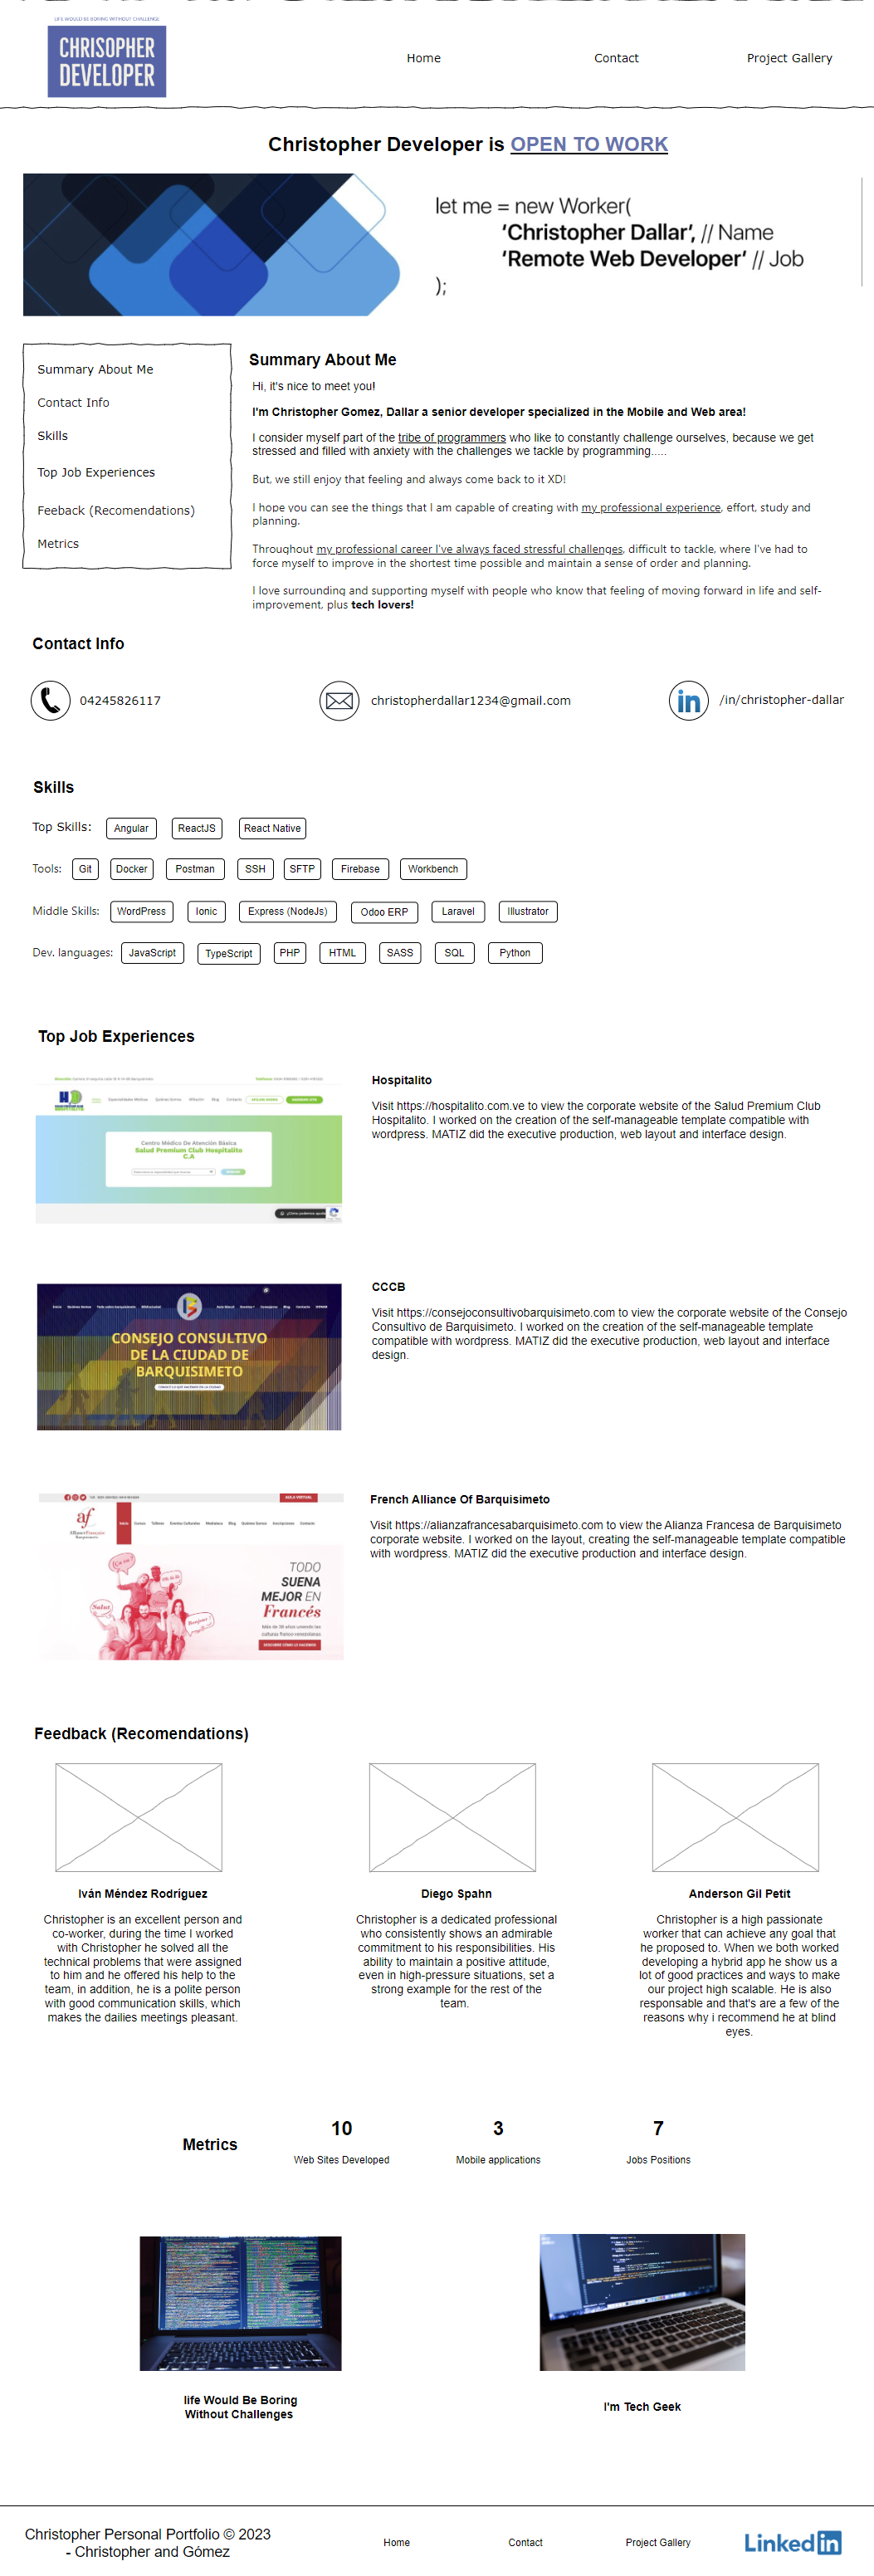 LIFE WOULD BE BORING WITHOUT CHALLENGE
CHRISOPHER
DEVELOPER
Home
Contact
Project Gallery
Christopher Developer is OPEN TO WORK
let me = new Worker(
‘Christopher Dallar‘, // Name
‘Remote Web Developer‘ // Job
);
Summary About Me
Contact Info
Skills
Top Job Experiences
Feeback (Recomendations)
Metrics
Summary About Me
Hi, it's nice to meet you!
I'm Christopher Gomez, Dallar a senior developer specialized in the Mobile and Web area!
I consider myself part of the tribe of programmers who like to constantly challenge ourselves, because we get
stressed and filled with anxiety with the challenges we tackle by programming.....
But, we still enjoy that feeling and always come back to it XD!
I hope you can see the things that I am capable of creating with my professional experience, effort, study and
planning.
Throughout my professional career I've always faced stressful challenges, difficult to tackle, where I've had to
force myself to improve in the shortest time possible and maintain a sense of order and planning.
I love surrounding and supporting myself with people who know that feeling of moving forward in life and self-
improvement, plus tech lovers!
Contact Info
04245826117
christopherdallar1234@gmail.com
in
/in/christopher-dallar
Skills
Top Skills: Angular ReactJS React Native
Tools: Git Docker Postman SSH SFTP Firebase Workbench
Middle Skills: WordPress Ionic Express (NodeJs) Odoo ERP Laravel Illustrator
Dev. languages: JavaScript TypeScript PHP HTML SASS SQL Python
Top Job Experiences
Centro Médico De Atención Básica
Salud Premium Club Hospitalito
C.A
Hospitalito
Visit https://hospitalito.com.ve to view the corporate website of the Salud Premium Club
Hospitalito. I worked on the creation of the self-manageable template compatible with
wordpress. MATIZ did the executive production, web layout and interface design.
CONSEJO CONSULTIVO
DE LA CIUDAD DE
BARQUISIMETO
CCCB
Visit https://consejoconsultivobarquisimeto.com to view the corporate website of the Consejo
Consultivo de Barquisimeto. I worked on the creation of the self-manageable template
compatible with wordpress. MATIZ did the executive production, web layout and interface
design.
AULA VIRTUAL
af
TODO
SUENA
MEJOR EN
Francés
Salut
Bonjour
French Alliance Of Barquisimeto
Visit https://alianzafrancesabarquisimeto.com to view the Alianza Francesa de Barquisimeto
corporate website. I worked on the layout, creating the self-manageable template compatible
with wordpress. MATIZ did the executive production and interface design.
Feedback (Recomendations)
Iván Méndez Rodríguez
Christopher is an excellent person and
co-worker, during the time I worked
with Christopher he solved all the
technical problems that were assigned
to him and he offered his help to the
team, in addition, he is a polite person
with good communication skills, which
makes the dailies meetings pleasant.
Diego Spahn
Christopher is a dedicated professional
who consistently shows an admirable
commitment to his responsibilities. His
ability to maintain a positive attitude,
even in high-pressure situations, set a
strong example for the rest of the
team.
Anderson Gil Petit
Christopher is a high passionate
worker that can achieve any goal that
he proposed to. When we both worked
developing a hybrid app he show us a
lot of good practices and ways to make
our project high scalable. He is also
responsable and that's are a few of the
reasons why i recommend he at blind
eyes.
Metrics
10
Web Sites Developed
3
Mobile applications
7
Jobs Positions
life Would Be Boring
Without Challenges
I'm Tech Geek
Christopher Personal Portfolio © 2023
- Christopher and Gómez
Home
Contact
Project Gallery
Linkedin